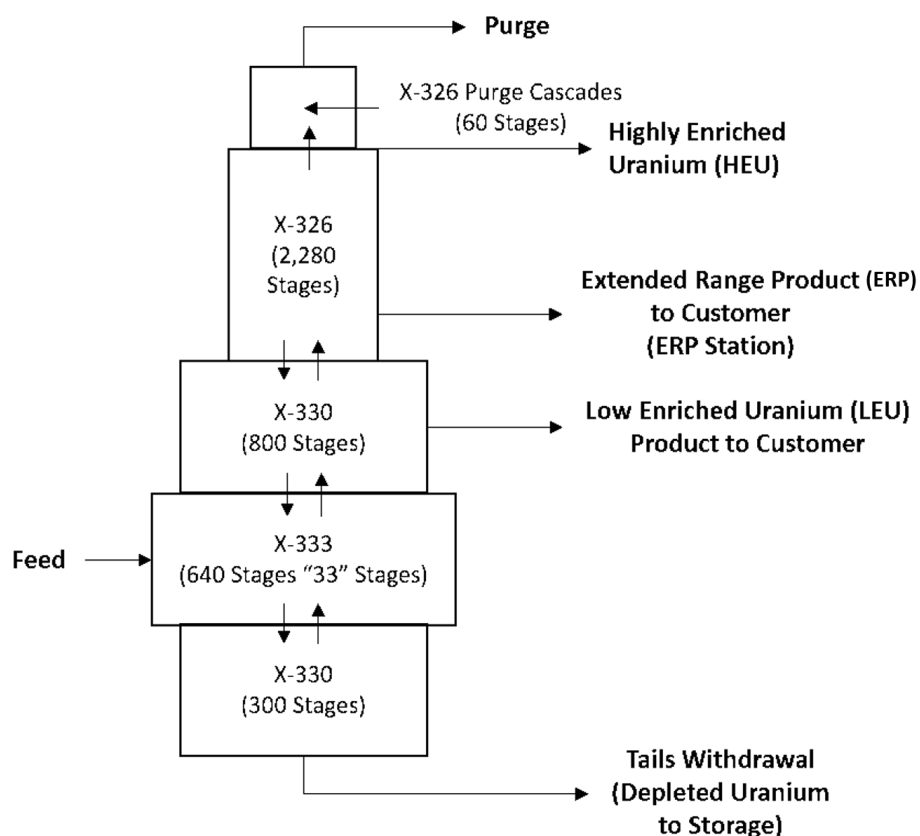 Purge
X-326 Purge Cascades
(60 Stages)
Highly Enriched
Uranium (HEU)
X-326
(2,280
Stages)
Extended Range Product (ERP)
to Customer
(ERP Station)
X-330
(800 Stages)
Low Enriched Uranium (LEU)
Product to Customer
Feed
X-333
(640 Stages “33” Stages)
X-330
(300 Stages)
Tails Withdrawal
(Depleted Uranium
to Storage)